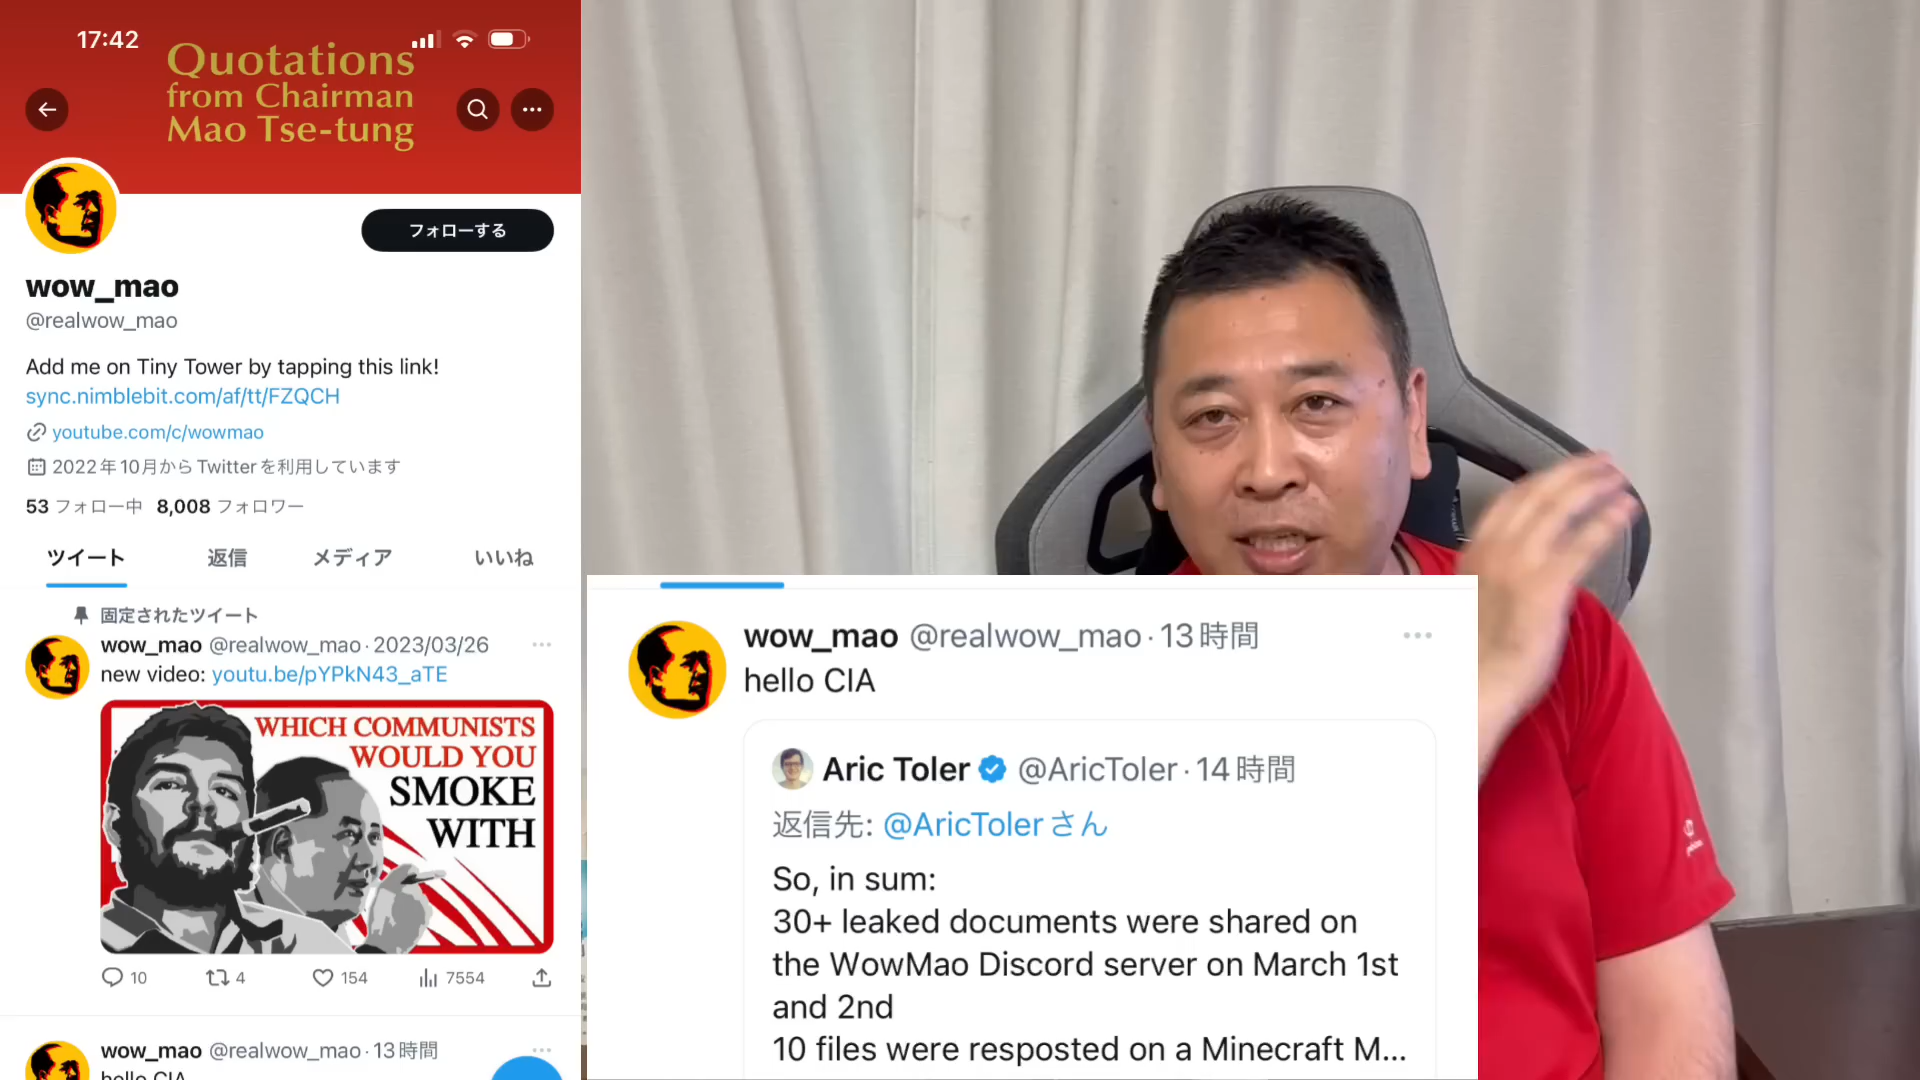 17:42
Quotations
from Chairman
Mao Tse-tung
フォローする
wow_mao
@realwow_mao
Add me on Tiny Tower by tapping this link!
sync.nimblebit.com/af/tt/FZQCH
youtube.com/c/wowmao
2022年10月からTwitterを利用しています
53 フォロー中 8,008 フォロワー
ツイート 返信 メディア いいね
固定されたツイート
wow_mao @realwow_mao · 2023/03/26
new video: youtu.be/pYPkN43_aTE
WHICH COMMUNISTS
WOULD YOU
SMOKE
WITH
10 4 154 7554
wow_mao @realwow_mao · 13時間
hello CIA
wow_mao @realwow_mao · 13時間
hello CIA
Aric Toler @AricToler · 14時間
返信先: @AricTolerさん
So, in sum:
30+ leaked documents were shared on
the WowMao Discord server on March 1st
and 2nd
10 files were resposted on a Minecraft M...